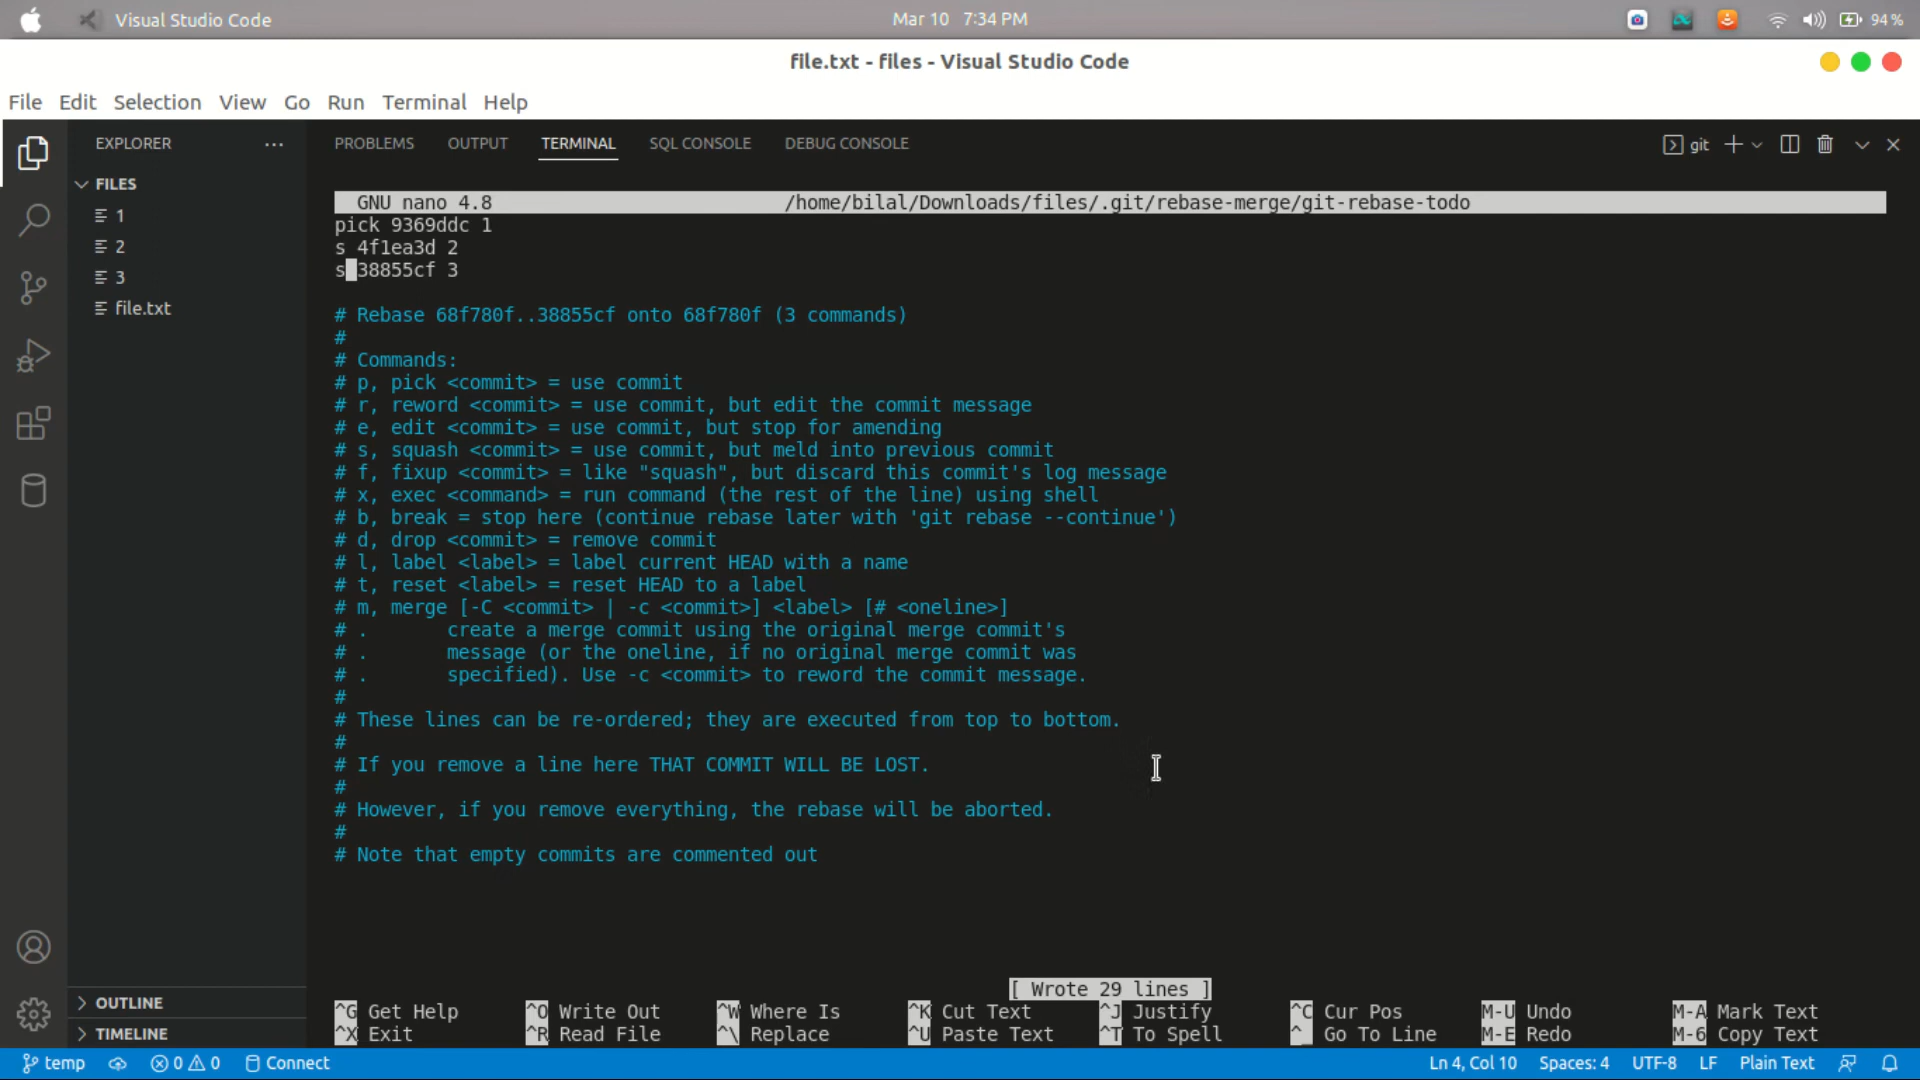 Visual Studio Code
Mar 10 7:34 PM
94 %
file.txt - files - Visual Studio Code
File Edit Selection View Go Run Terminal Help
EXPLORER
PROBLEMS OUTPUT TERMINAL SQL CONSOLE DEBUG CONSOLE
git
FILES
1
2
3
file.txt
GNU nano 4.8 /home/bilal/Downloads/files/.git/rebase-merge/git-rebase-todo
pick 9369ddc 1
s 4f1ea3d 2
s 38855cf 3
# Rebase 68f780f..38855cf onto 68f780f (3 commands)
#
# Commands:
# p, pick <commit> = use commit
# r, reword <commit> = use commit, but edit the commit message
# e, edit <commit> = use commit, but stop for amending
# s, squash <commit> = use commit, but meld into previous commit
# f, fixup <commit> = like "squash", but discard this commit's log message
# x, exec <command> = run command (the rest of the line) using shell
# b, break = stop here (continue rebase later with 'git rebase --continue')
# d, drop <commit> = remove commit
# l, label <label> = label current HEAD with a name
# t, reset <label> = reset HEAD to a label
# m, merge [-C <commit> | -c <commit>] <label> [# <oneline>]
# . create a merge commit using the original merge commit's
# . message (or the oneline, if no original merge commit was
# . specified). Use -c <commit> to reword the commit message.
#
# These lines can be re-ordered; they are executed from top to bottom.
#
# If you remove a line here THAT COMMIT WILL BE LOST.
#
# However, if you remove everything, the rebase will be aborted.
#
# Note that empty commits are commented out
[ Wrote 29 lines ]
^G Get Help ^O Write Out ^W Where Is ^K Cut Text ^J Justify ^C Cur Pos M-U Undo M-A Mark Text
^X Exit ^R Read File ^\ Replace ^U Paste Text ^T To Spell ^_ Go To Line M-E Redo M-6 Copy Text
OUTLINE
TIMELINE
temp 0 0 Connect
Ln 4, Col 10 Spaces: 4 UTF-8 LF Plain Text